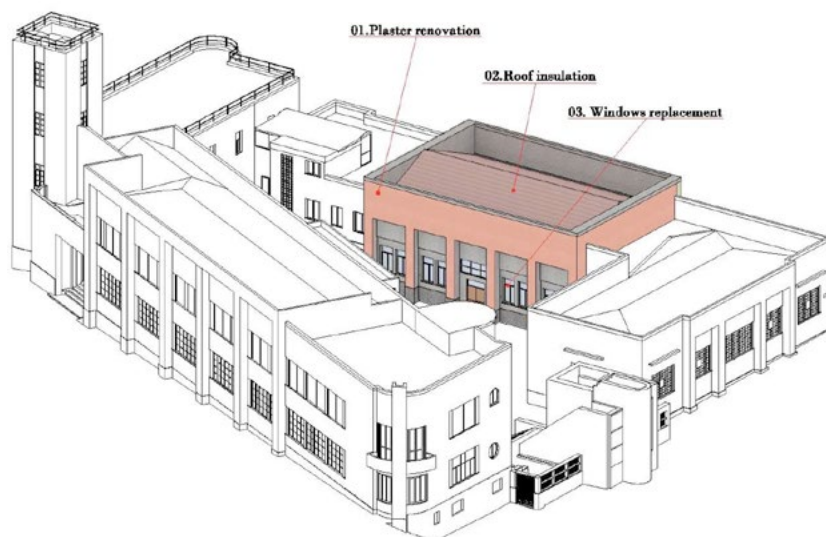 01.Plaster renovation
02.Roof insulation
03. Windows replacement